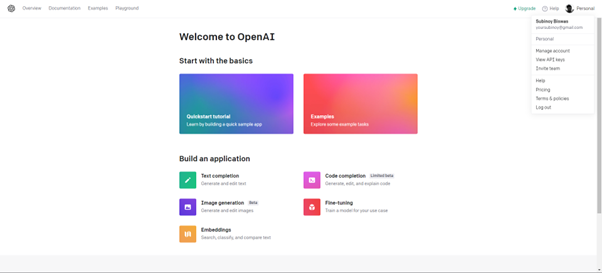 Overview Documentation Examples Playground
Upgrade Help Personal
Subinoy Biswas
Personal
Manage account
View API keys
Invite team
Help
Pricing
Terms & policies
Log out
Welcome to OpenAI
Start with the basics
Quickstart tutorial
Learn by building a quick sample app
Examples
Explore some example tasks
Build an application
Text completion
Generate and edit text
Code completion Limited beta
Generate, edit, and explain code
Image generation Beta
Generate and edit images
Fine-tuning
Train a model for your use case
Embeddings
Search, classify, and compare text